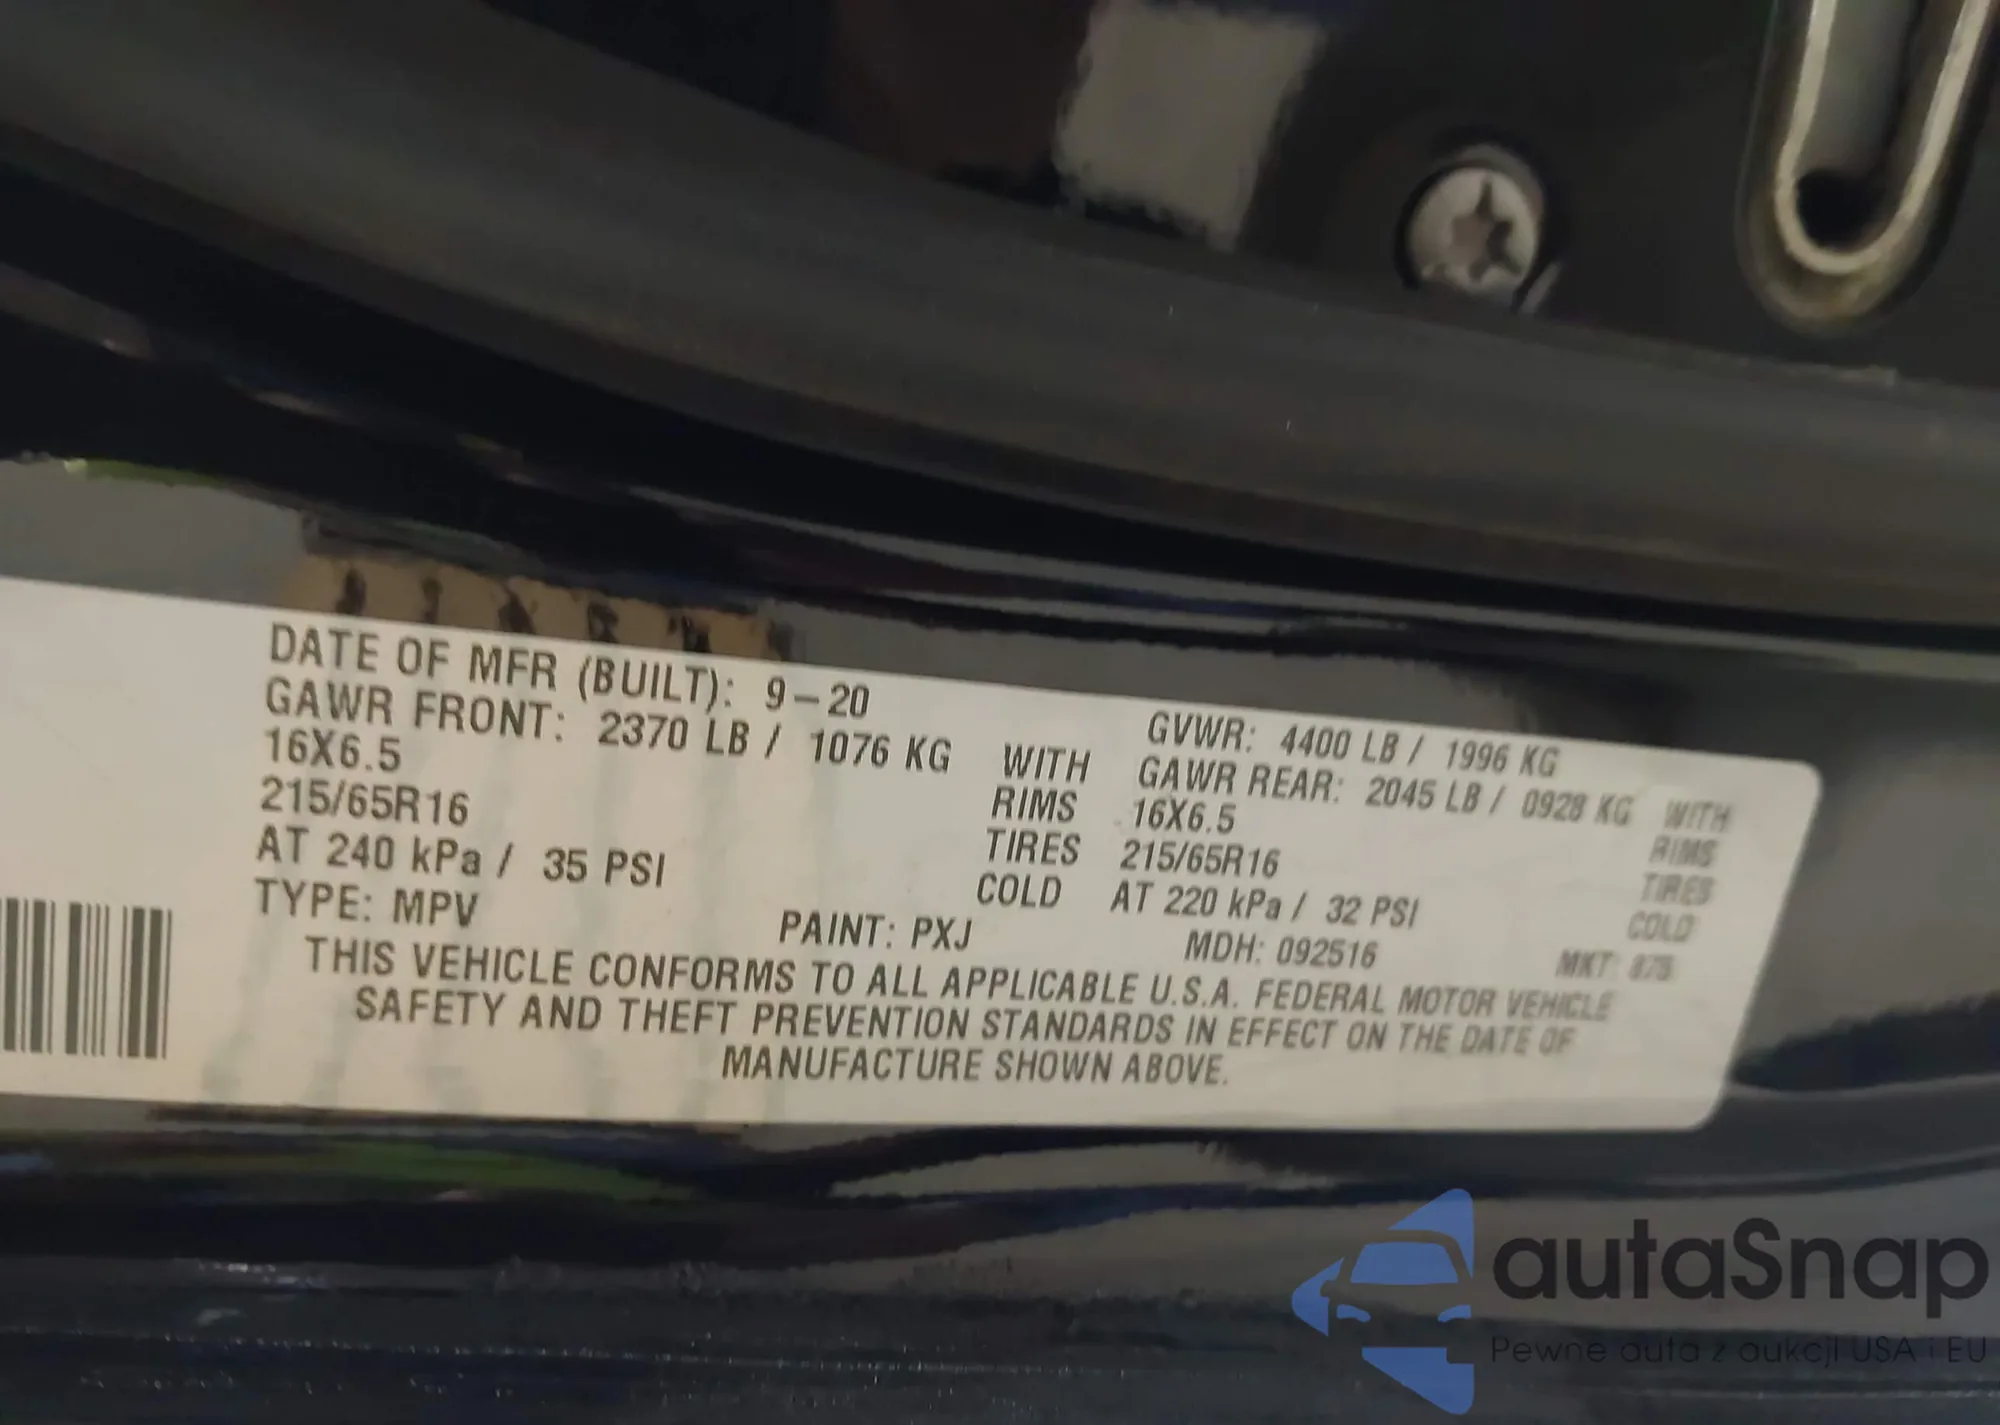 DATE OF MFR (BUILT): 9-20 GVWR: 4400 LB / 1996 KG
GAWR FRONT: 2370 LB / 1076 KG WITH GAWR REAR: 2045 LB / 0928 KG WITH
16X6.5 RIMS 16X6.5 RIMS
215/65R16 TIRES 215/65R16 TIRES
AT 240 kPa / 35 PSI COLD AT 220 kPa / 32 PSI COLD
TYPE: MPV PAINT: PXJ MDH: 092516 MKT:
THIS VEHICLE CONFORMS TO ALL APPLICABLE U.S.A. FEDERAL MOTOR VEHICLE
SAFETY AND THEFT PREVENTION STANDARDS IN EFFECT ON THE DATE OF
MANUFACTURE SHOWN ABOVE.
autaSnap
Pewne auta z aukcji USA i EU